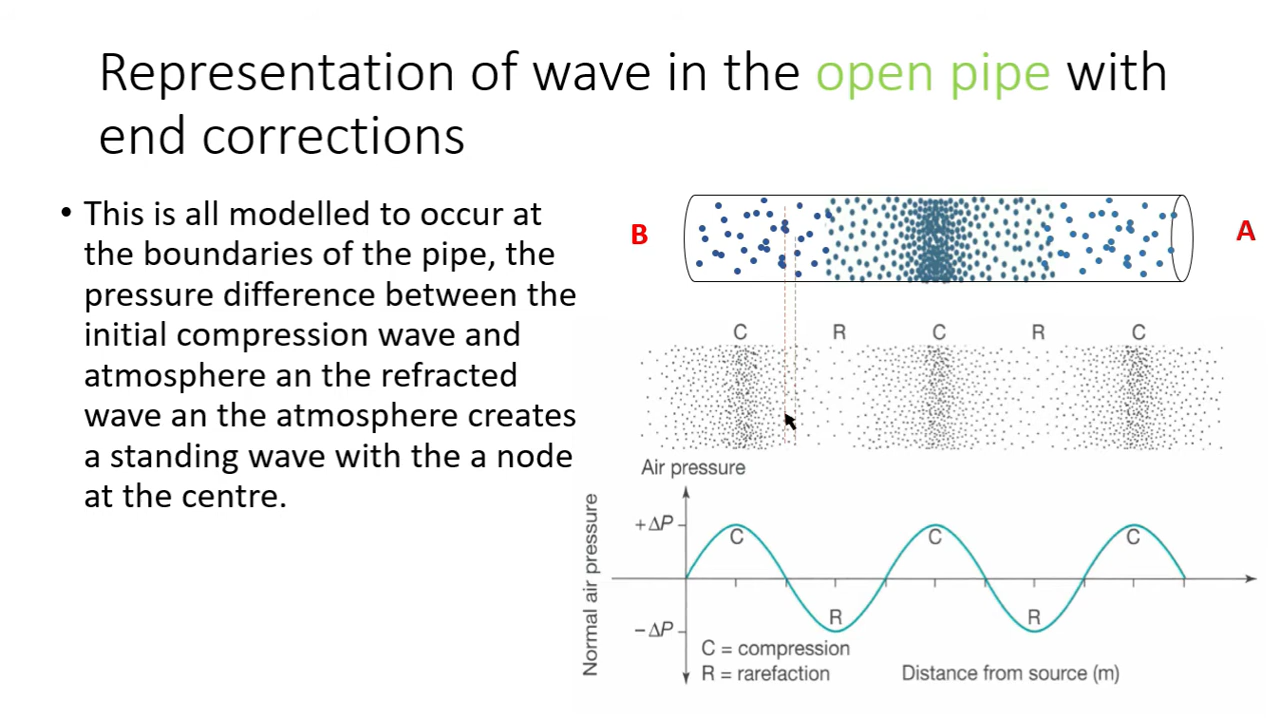 Representation of wave in the open pipe with
end corrections
• This is all modelled to occur at
the boundaries of the pipe, the
pressure difference between the
initial compression wave and
atmosphere an the refracted
wave an the atmosphere creates
a standing wave with the a node
at the centre.
B
A
C R C R C
Air pressure
Normal air pressure
+ΔP
C C C
R R
−ΔP
C = compression
R = rarefaction
Distance from source (m)